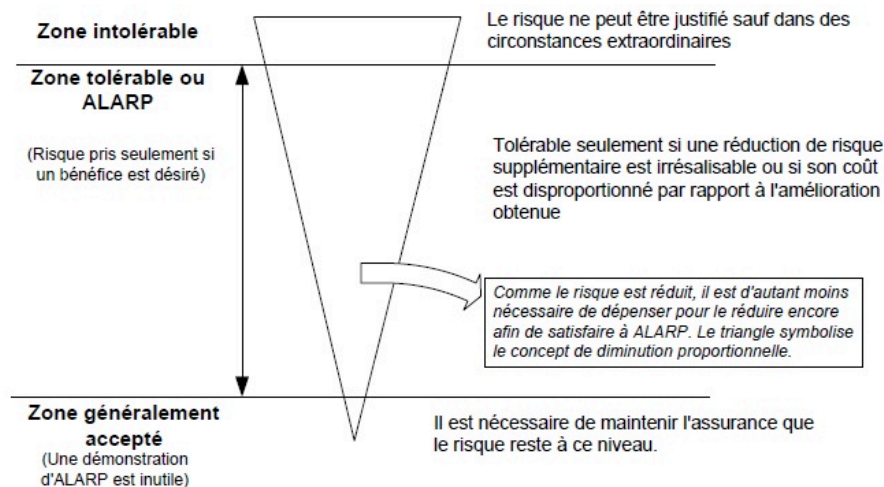 Zone intolérable
Le risque ne peut être justifié sauf dans des
circonstances extraordinaires
Zone tolérable ou
ALARP
(Risque pris seulement si
un bénéfice est désiré)
Tolérable seulement si une réduction de risque
supplémentaire est irrésalisable ou si son coût
est disproportionné par rapport à l'amélioration
obtenue
Comme le risque est réduit, il est d'autant moins
nécessaire de dépenser pour le réduire encore
afin de satisfaire à ALARP. Le triangle symbolise
le concept de diminution proportionnelle.
Zone généralement
accepté
(Une démonstration
d'ALARP est inutile)
Il est nécessaire de maintenir l'assurance que
le risque reste à ce niveau.